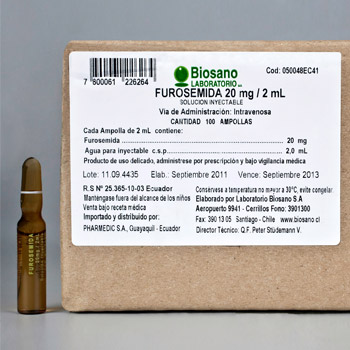 Biosano
LABORATORIO
Cod: 050048EC41
7 800061 226264
FUROSEMIDA 20 mg / 2 mL
SOLUCION INYECTABLE
Via de Administración: Intravenosa
CANTIDAD 100 AMPOLLAS
Cada Ampolla de 2 mL contiene:
Furosemida 20 mg
Agua para inyectable c.s.p. 2,0 mL
Producto de uso delicado, adminístrese por prescripción y bajo vigilancia médica
Lote: 11.09.4435 Elab.: Septiembre 2011 Vence: Septiembre 2013
R.S Nº 25.365-10-03 Ecuador
Mantengase fuera del alcance de los niños
Venta bajo receta médica
Importado y distribuido por:
PHARMEDIC S.A, Guayaquil - Ecuador
Consérvese a temperatura no mayor a 30°C, evite congelar.
Elaborado por Laboratorio Biosano S.A
Aeropuerto 9941 - Cerrillos Fono: 3901300
Fax: 390 13 05 Santiago - Chile www.biosano.cl
Director Técnico: Q.F. Peter Stüdemann V.
FUROSEMIDA
20mg / 2 mL